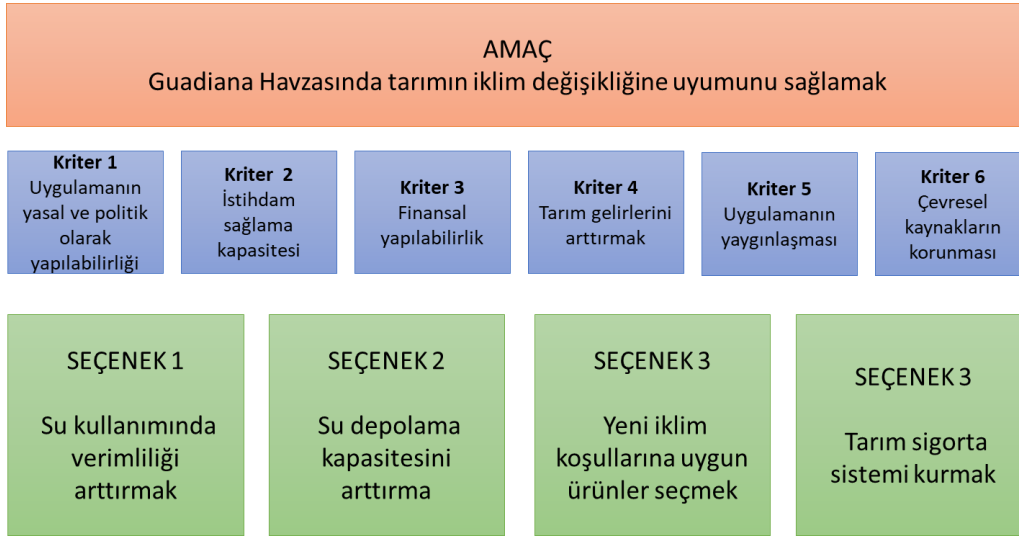 AMAÇ
Guadiana Havzasında tarımın iklim değişikliğine uyumunu sağlamak
Kriter 1
Uygulamanın
yasal ve politik
olarak
yapılabilirliği
Kriter 2
İstihdam
sağlama
kapasitesi
Kriter 3
Finansal
yapılabilirlik
Kriter 4
Tarım gelirlerini
arttırmak
Kriter 5
Uygulamanın
yaygınlaşması
Kriter 6
Çevresel
kaynakların
korunması
SEÇENEK 1
Su kullanımında
verimliliği
arttırmak
SEÇENEK 2
Su depolama
kapasitesini
arttırma
SEÇENEK 3
Yeni iklim
koşullarına uygun
ürünler seçmek
SEÇENEK 3
Tarım sigorta
sistemi kurmak